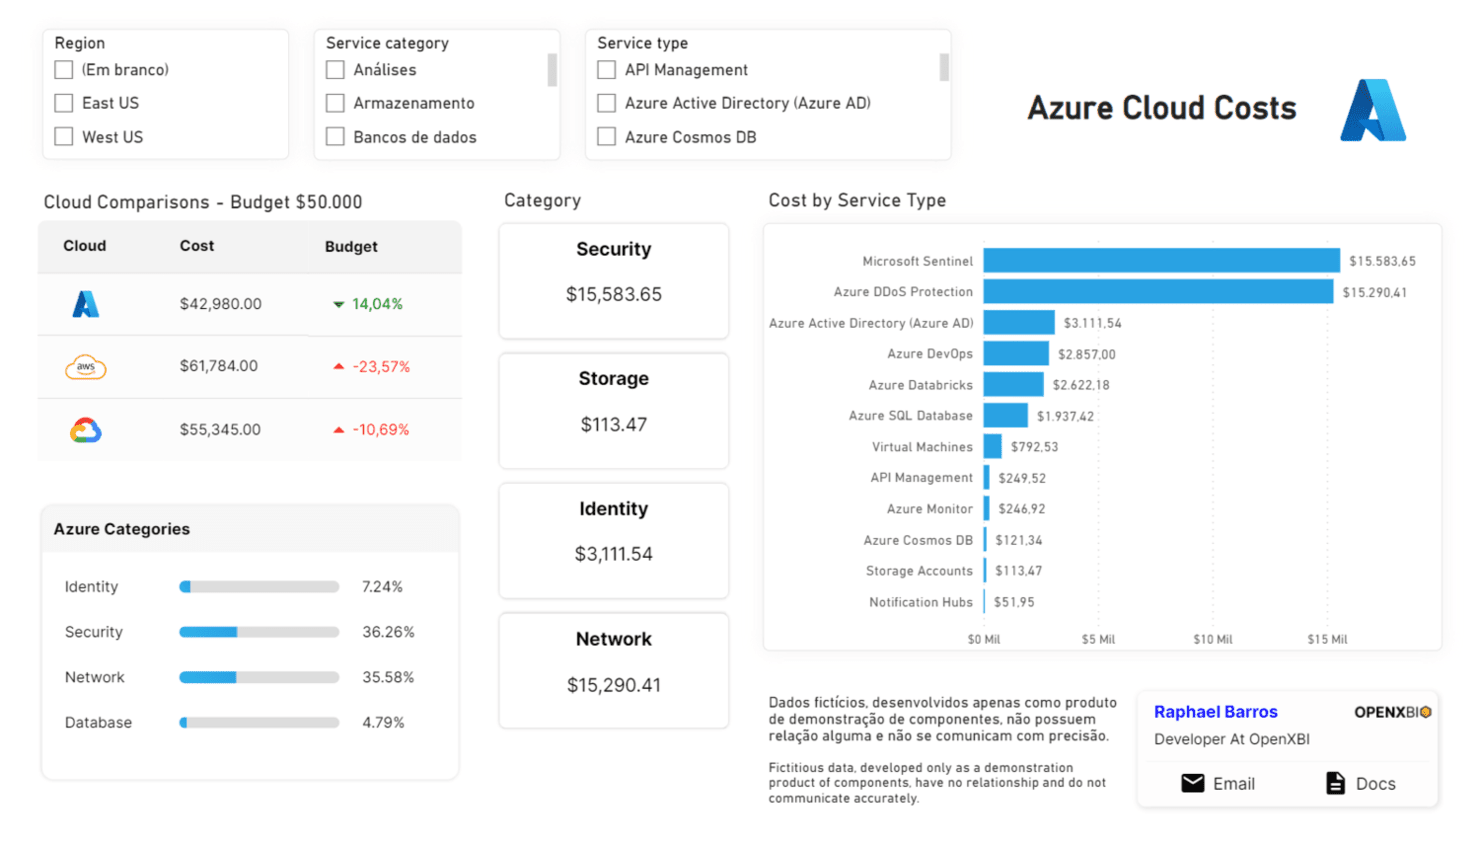 Region
(Em branco)
East US
West US
Service category
Análises
Armazenamento
Bancos de dados
Service type
API Management
Azure Active Directory (Azure AD)
Azure Cosmos DB
Azure Cloud Costs
Cloud Comparisons - Budget $50.000
Cloud Cost Budget
$42,980.00 14,04%
aws $61,784.00 -23,57%
$55,345.00 -10,69%
Azure Categories
Identity 7.24%
Security 36.26%
Network 35.58%
Database 4.79%
Category
Security
$15,583.65
Storage
$113.47
Identity
$3,111.54
Network
$15,290.41
Cost by Service Type
Microsoft Sentinel $15.583,65
Azure DDoS Protection $15.290,41
Azure Active Directory (Azure AD) $3.111,54
Azure DevOps $2.857,00
Azure Databricks $2.622,18
Azure SQL Database $1.937,42
Virtual Machines $792,53
API Management $249,52
Azure Monitor $246,92
Azure Cosmos DB $121,34
Storage Accounts $113,47
Notification Hubs $51,95
$0 Mil $5 Mil $10 Mil $15 Mil
Dados fictícios, desenvolvidos apenas como produto
de demonstração de componentes, não possuem
relação alguma e não se comunicam com precisão.
Fictitious data, developed only as a demonstration
product of components, have no relationship and do not
communicate accurately.
Raphael Barros OPENXBI
Developer At OpenXBI
Email Docs